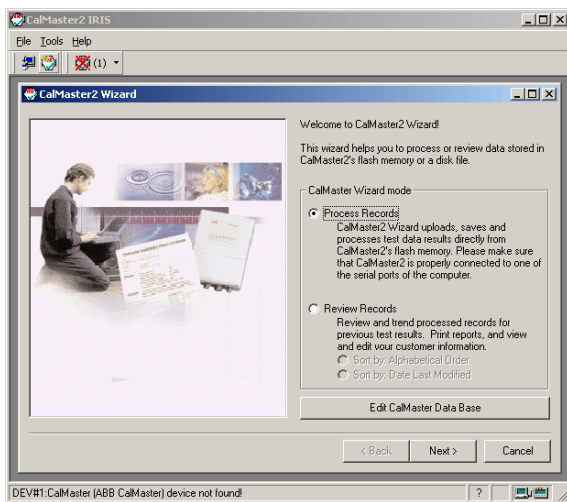 CalMaster2 IRIS
File Tools Help
(1)
CalMaster2 Wizard
Welcome to CalMaster2 Wizard!
This wizard helps you to process or review data stored in
CalMaster2's flash memory or a disk file.
CalMaster Wizard mode
Process Records
CalMaster2 Wizard uploads, saves and
processes test data results directly from
CalMaster2's flash memory. Please make sure
that CalMaster2 is properly connected to one of
the serial ports of the computer.
Review Records
Review and trend processed records for
previous test results. Print reports, and view
and edit your customer information.
Sort by: Alphabetical Order
Sort by: Date Last Modified
Edit CalMaster Data Base
< Back Next > Cancel
DEV#1:CalMaster (ABB CalMaster) device not found! ?